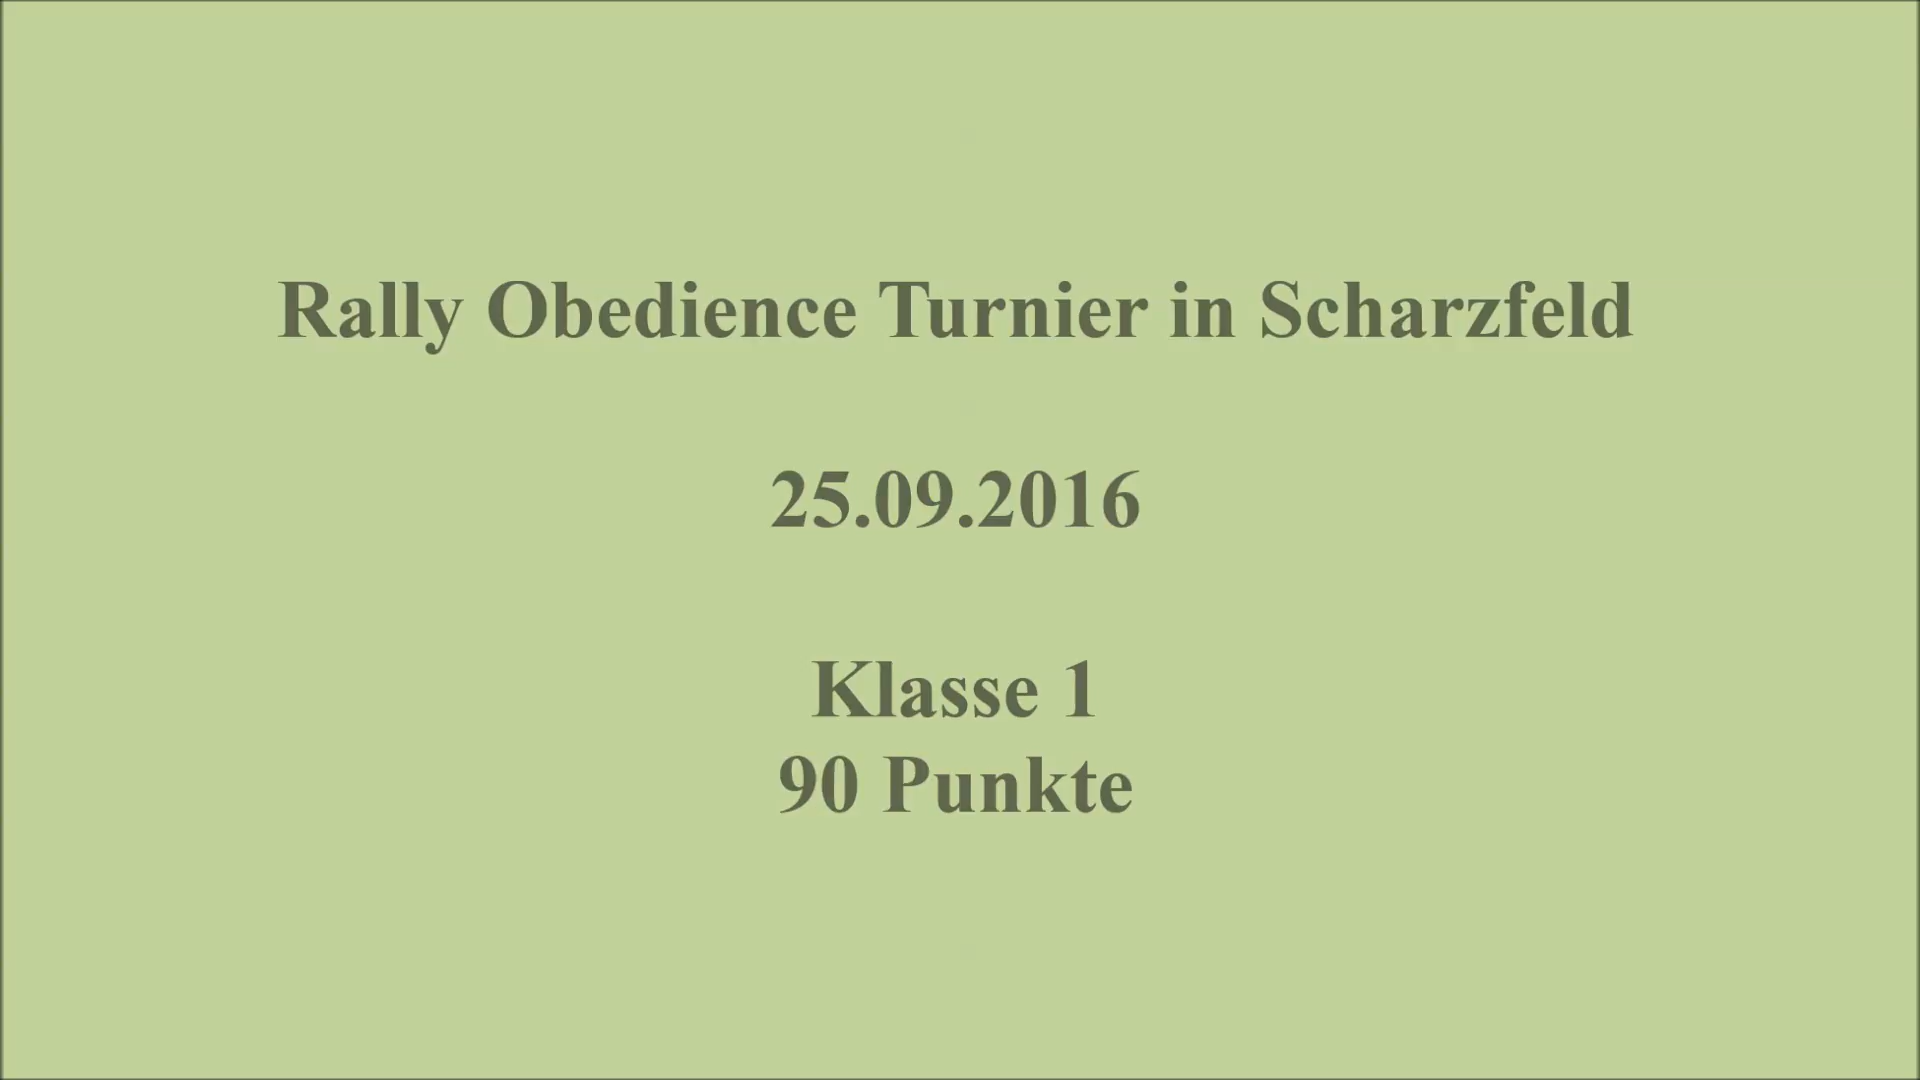 Rally Obedience Turnier in Scharzfeld
25.09.2016
Klasse 1
90 Punkte